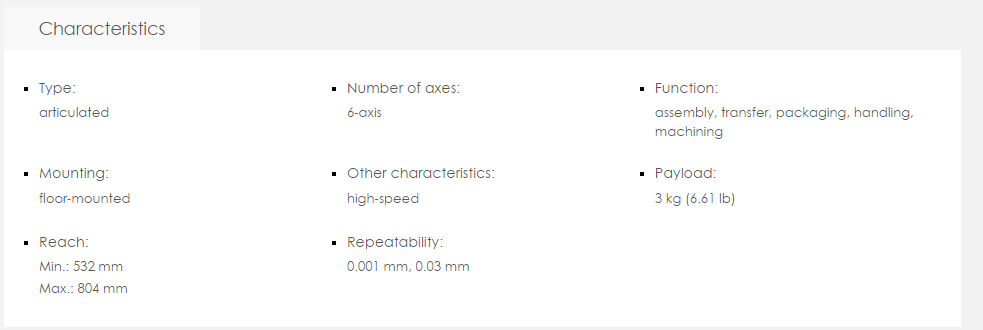 Characteristics
Type:
articulated
Number of axes:
6-axis
Function:
assembly, transfer, packaging, handling,
machining
Mounting:
floor-mounted
Other characteristics:
high-speed
Payload:
3 kg (6.61 lb)
Reach:
Min.: 532 mm
Max.: 804 mm
Repeatability:
0.001 mm, 0.03 mm